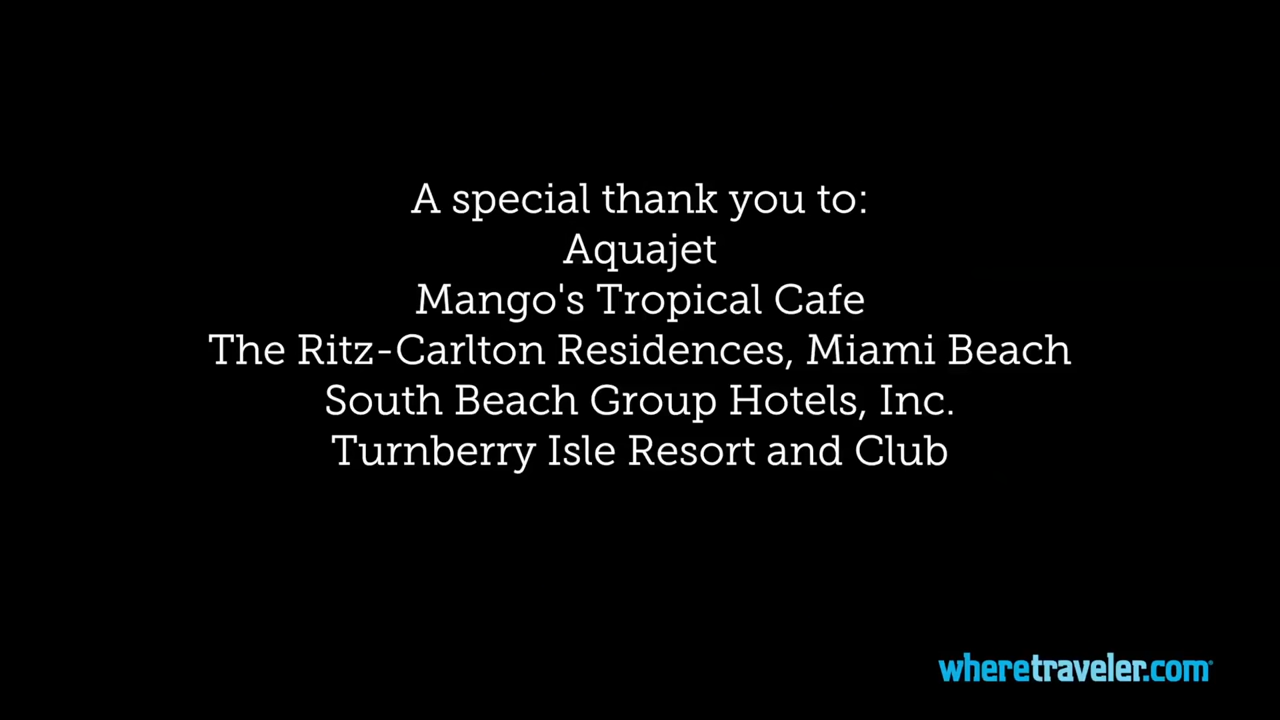 A special thank you to:
Aquajet
Mango's Tropical Cafe
The Ritz-Carlton Residences, Miami Beach
South Beach Group Hotels, Inc.
Turnberry Isle Resort and Club
wheretraveler.com